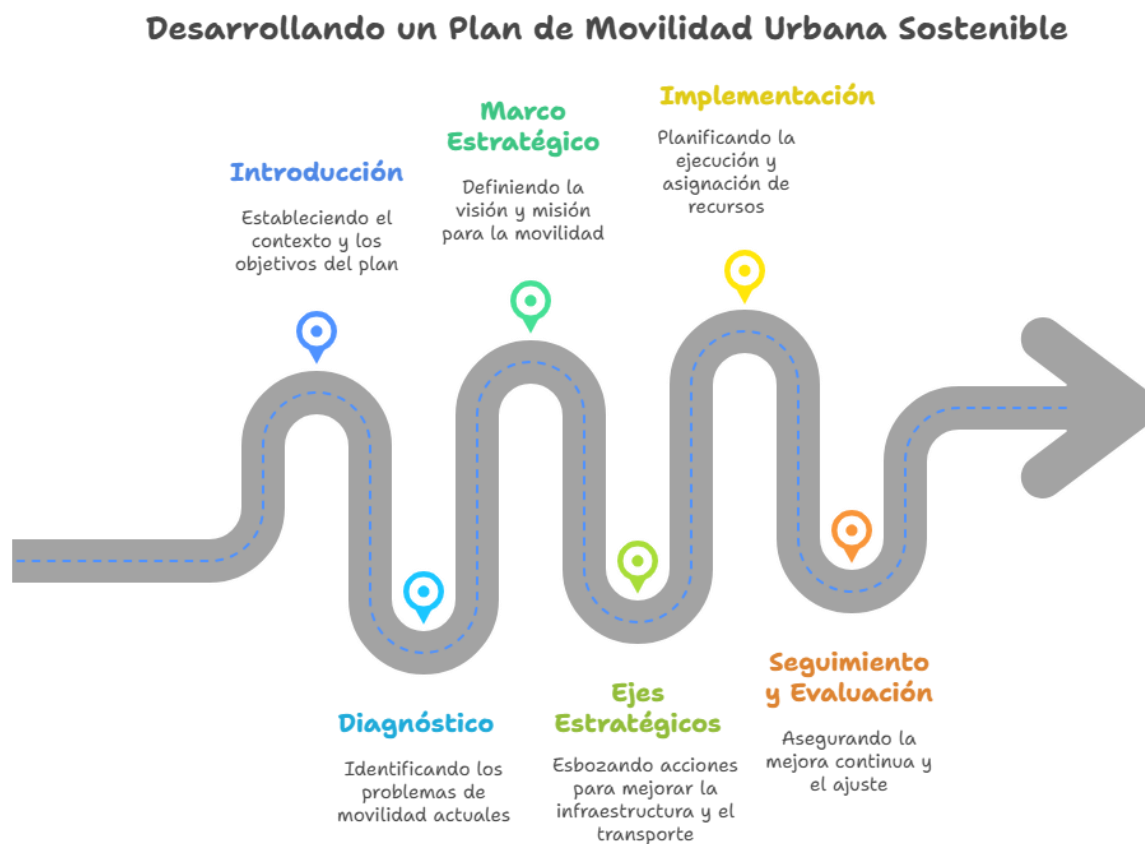 Desarrollando un Plan de Movilidad Urbana Sostenible
Introducción
Estableciendo el
contexto y los
objetivos del plan
Diagnóstico
Identificando los
problemas de
movilidad actuales
Marco
Estratégico
Definiendo la
visión y misión
para la movilidad
Ejes
Estratégicos
Esbozando acciones
para mejorar la
infraestructura y el
transporte
Implementación
Planificando la
ejecución y
asignación de
recursos
Seguimiento
y Evaluación
Asegurando la
mejora continua y
el ajuste